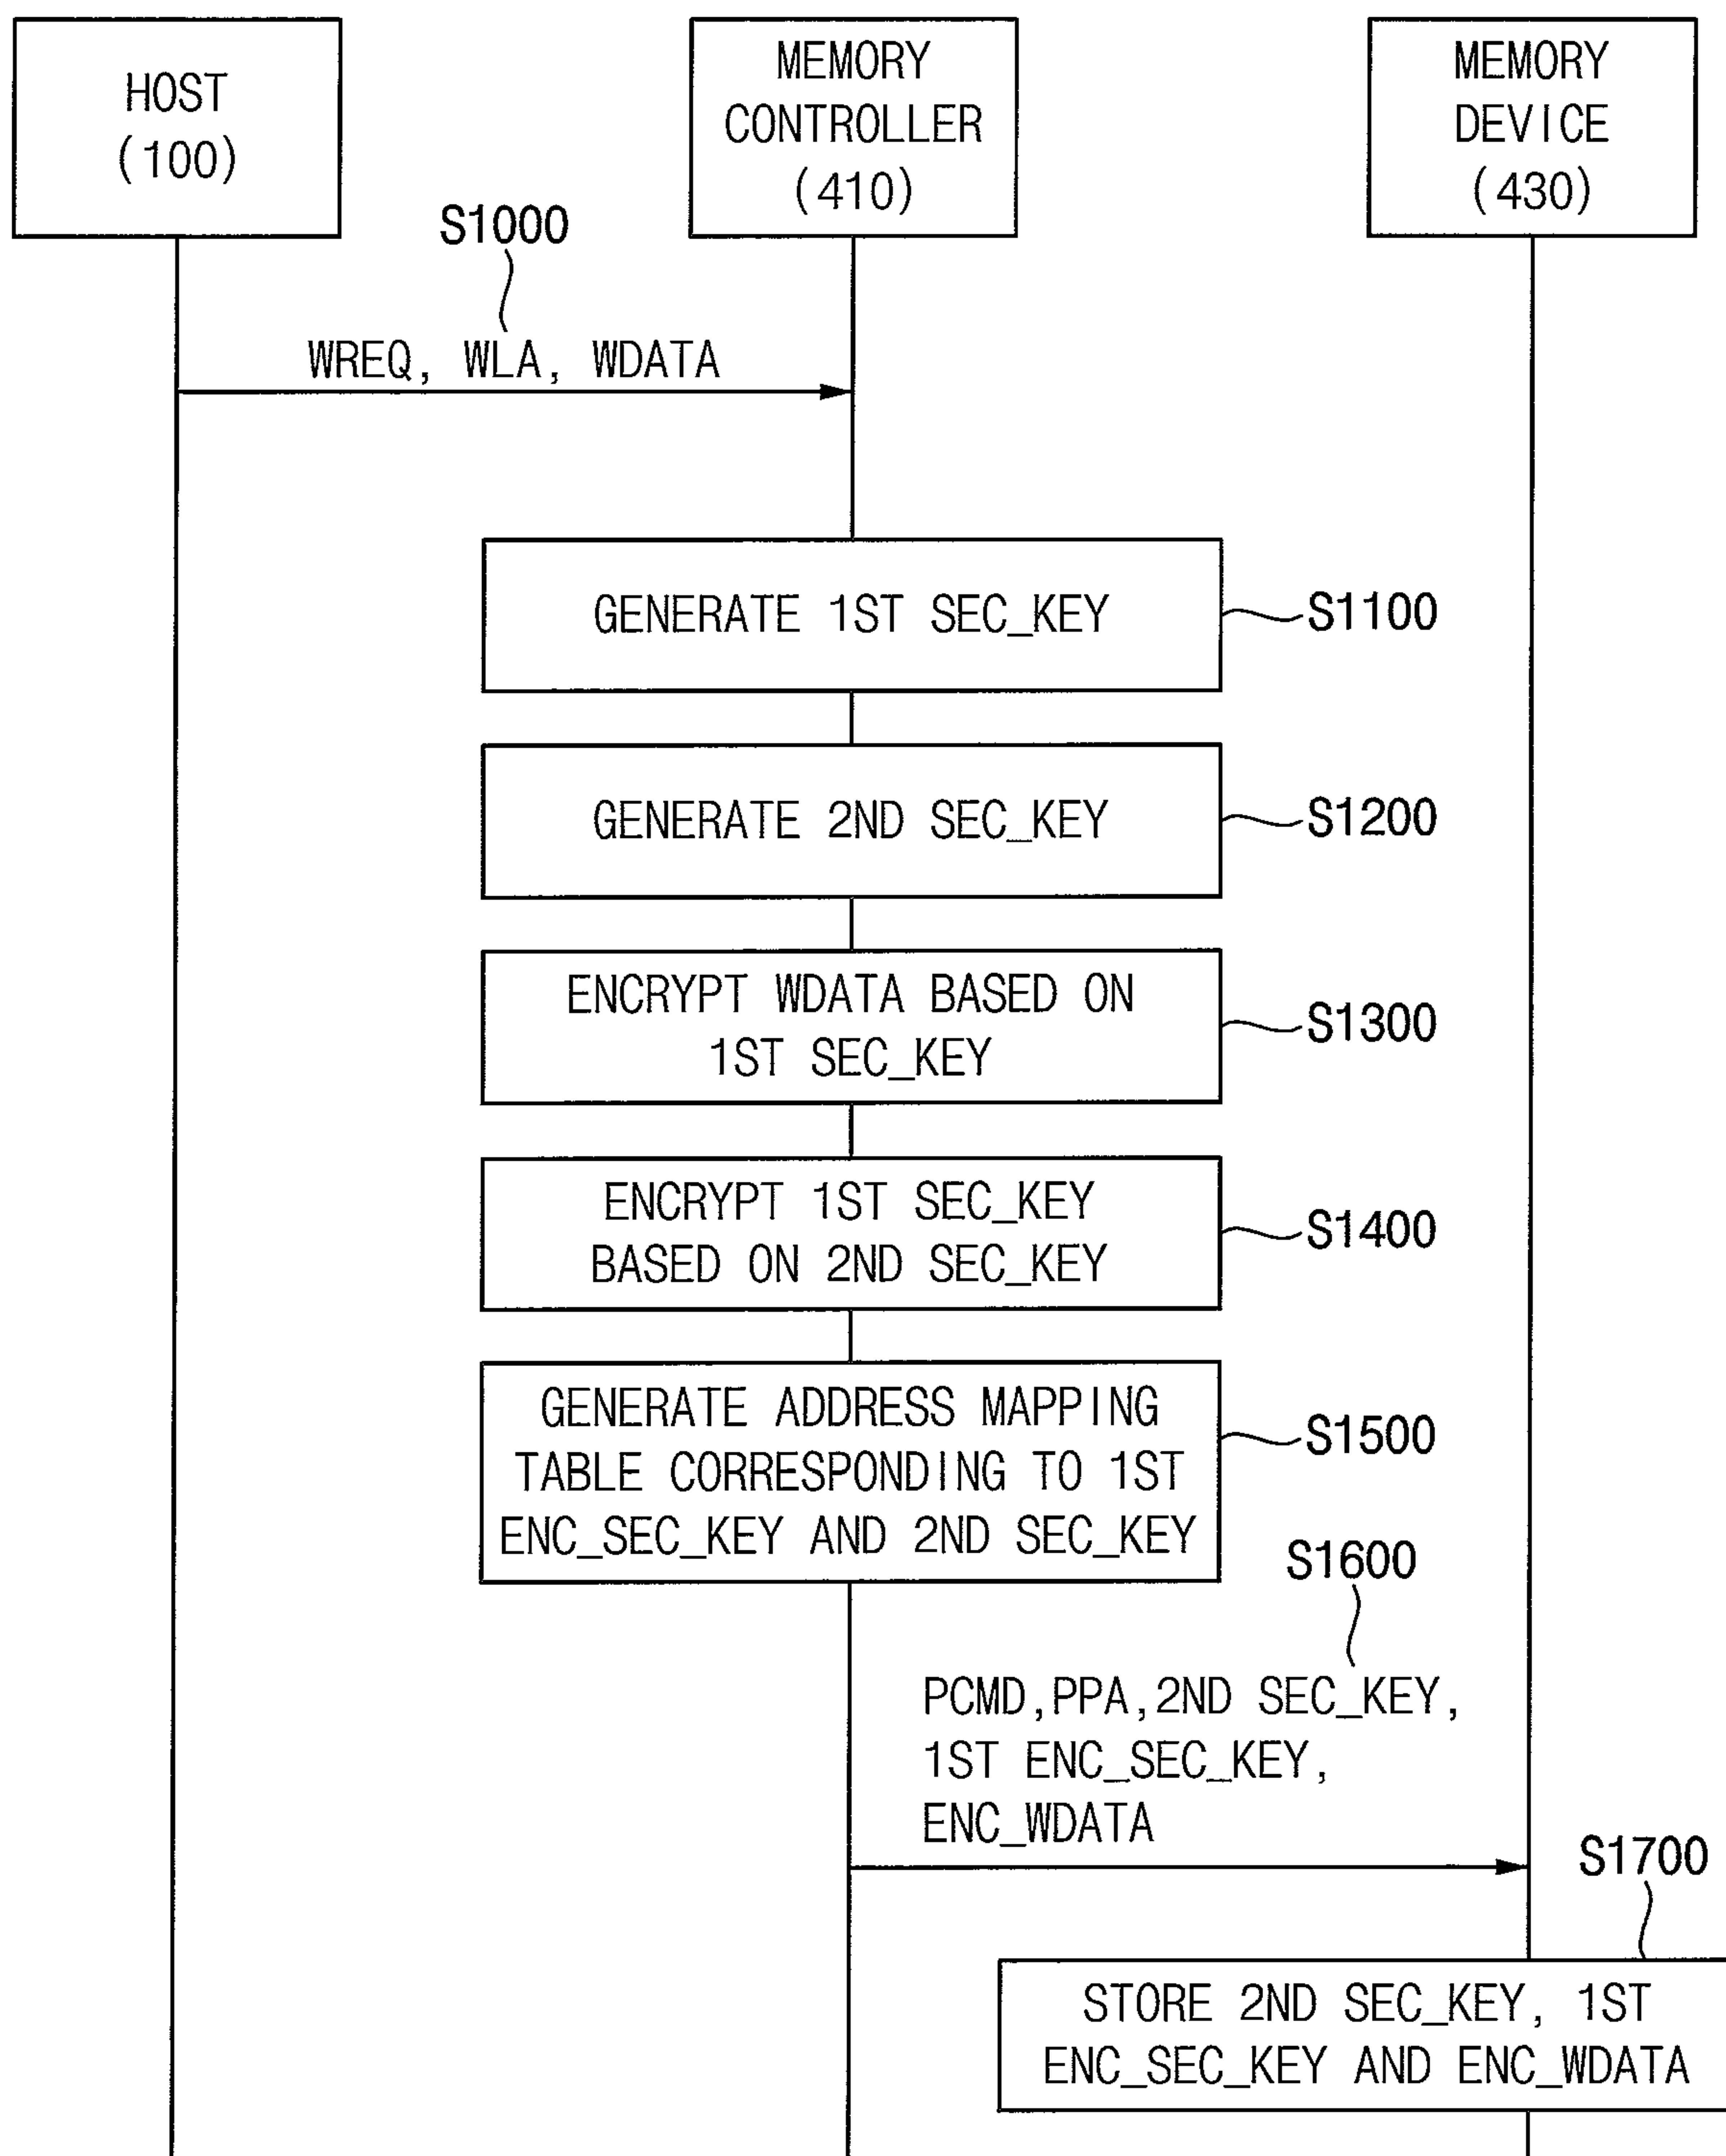 HOST
(100)
MEMORY
CONTROLLER
(410)
MEMORY
DEVICE
(430)
S1000
WREQ, WLA, WDATA
GENERATE 1ST SEC_KEY
S1100
GENERATE 2ND SEC_KEY
S1200
ENCRYPT WDATA BASED ON
1ST SEC_KEY
S1300
ENCRYPT 1ST SEC_KEY
BASED ON 2ND SEC_KEY
S1400
GENERATE ADDRESS MAPPING
TABLE CORRESPONDING TO 1ST
ENC_SEC_KEY AND 2ND SEC_KEY
S1500
S1600
PCMD,PPA,2ND SEC_KEY,
1ST ENC_SEC_KEY,
ENC_WDATA
S1700
STORE 2ND SEC_KEY, 1ST
ENC_SEC_KEY AND ENC_WDATA